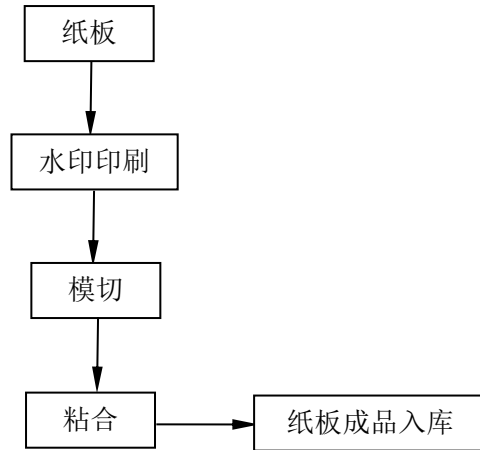 纸板
水印印刷
模切
粘合
纸板成品入库